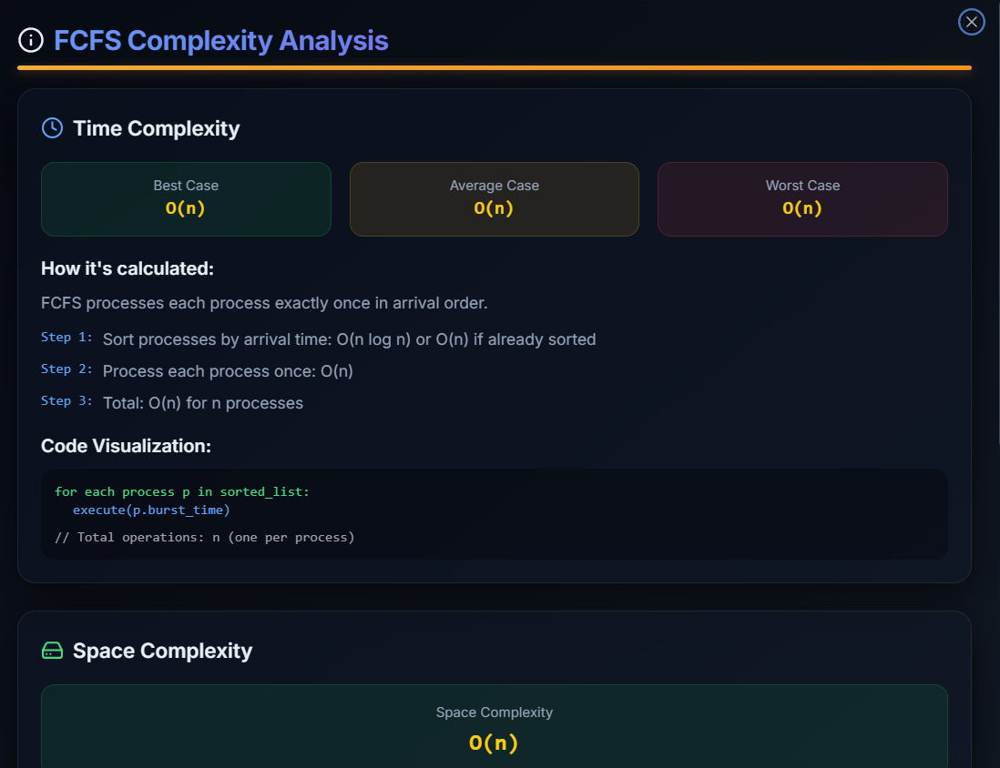 FCFS Complexity Analysis
Time Complexity
Best Case
O(n)
Average Case
O(n)
Worst Case
O(n)
How it's calculated:
FCFS processes each process exactly once in arrival order.
Step 1: Sort processes by arrival time: O(n log n) or O(n) if already sorted
Step 2: Process each process once: O(n)
Step 3: Total: O(n) for n processes
Code Visualization:
for each process p in sorted_list:
execute(p.burst_time)
// Total operations: n (one per process)
Space Complexity
Space Complexity
O(n)